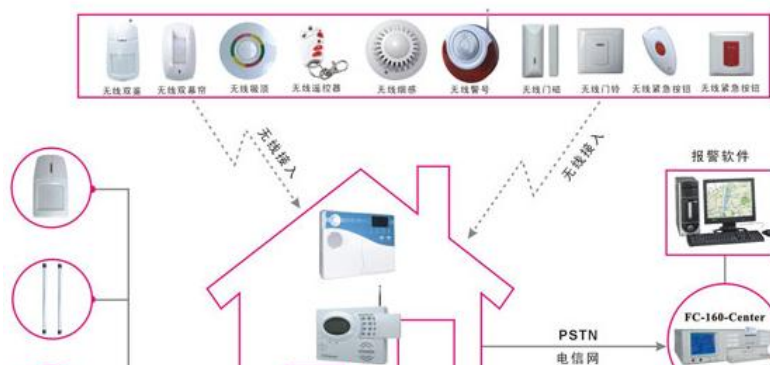 无线双鉴
无线双幕帘
无线吸顶
无线遥控器
无线烟感
无线警号
无线门磁
无线门铃
无线紧急按钮
无线紧急按钮
无线接入
无线接入
报警软件
FC-160-Center
PSTN
电信网